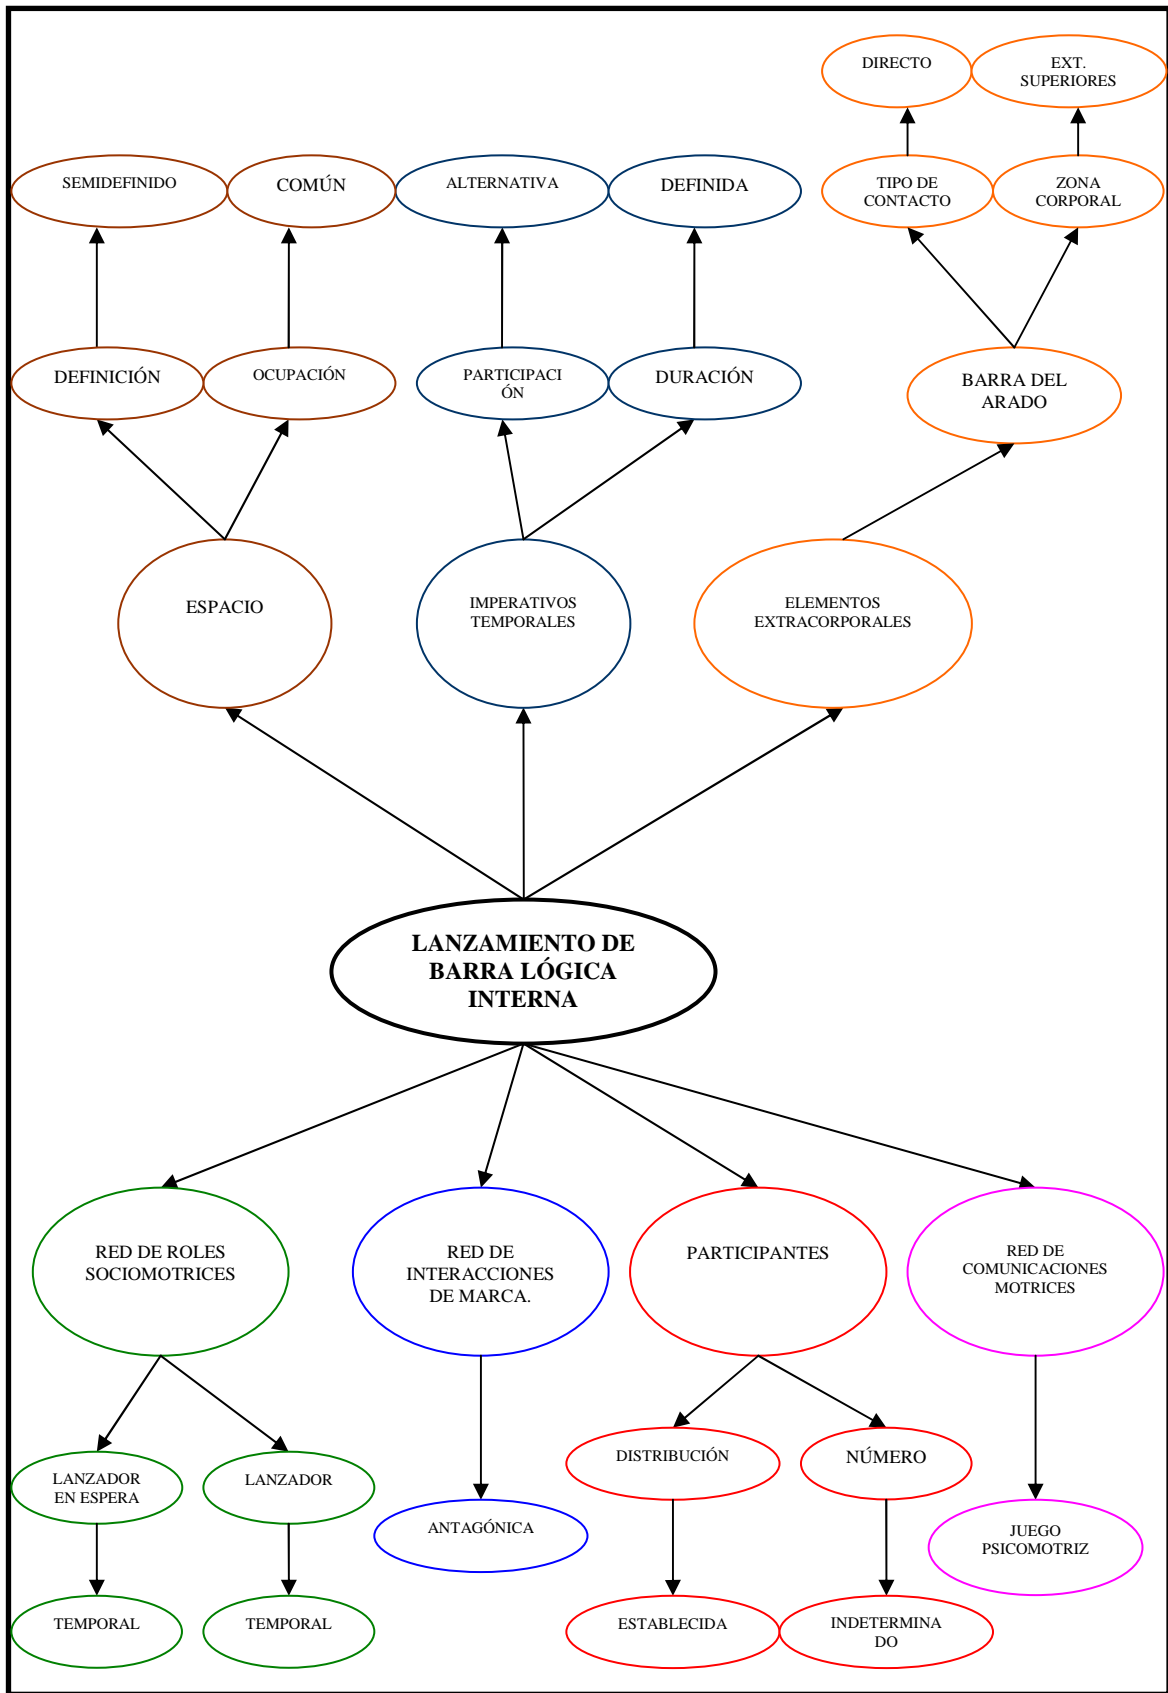 DIRECTO
EXT.
SUPERIORES
SEMIDEFINIDO
COMÚN
ALTERNATIVA
DEFINIDA
TIPO DE
CONTACTO
ZONA
CORPORAL
DEFINICIÓN
OCUPACIÓN
PARTICIPACI
ÓN
DURACIÓN
BARRA DEL
ARADO
ESPACIO
IMPERATIVOS
TEMPORALES
ELEMENTOS
EXTRACORPORALES
LANZAMIENTO DE
BARRA LÓGICA
INTERNA
RED DE ROLES
SOCIOMOTRICES
RED DE
INTERACCIONES
DE MARCA.
PARTICIPANTES
RED DE
COMUNICACIONES
MOTRICES
LANZADOR
EN ESPERA
LANZADOR
ANTAGÓNICA
DISTRIBUCIÓN
NÚMERO
JUEGO
PSICOMOTRIZ
TEMPORAL
TEMPORAL
ESTABLECIDA
INDETERMINA
DO